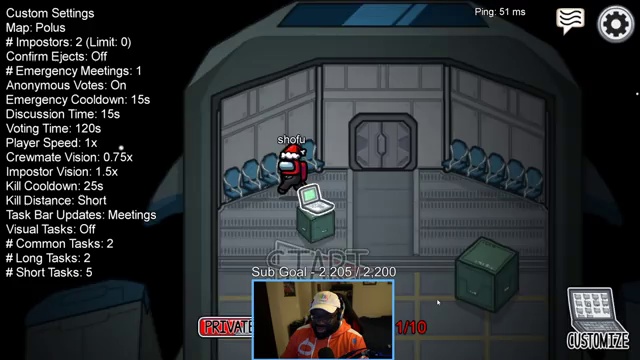 Custom Settings
Map: Polus
# Impostors: 2 (Limit: 0)
Confirm Ejects: Off
# Emergency Meetings: 1
Anonymous Votes: On
Emergency Cooldown: 15s
Discussion Time: 15s
Voting Time: 120s
Player Speed: 1x
Crewmate Vision: 0.75x
Impostor Vision: 1.5x
Kill Cooldown: 25s
Kill Distance: Short
Task Bar Updates: Meetings
Visual Tasks: Off
# Common Tasks: 2
# Long Tasks: 2
# Short Tasks: 5
Ping: 51 ms
shofu
START
Sub Goal - 2,205 / 2,200
PRIVATE
1/10
CUSTOMIZE